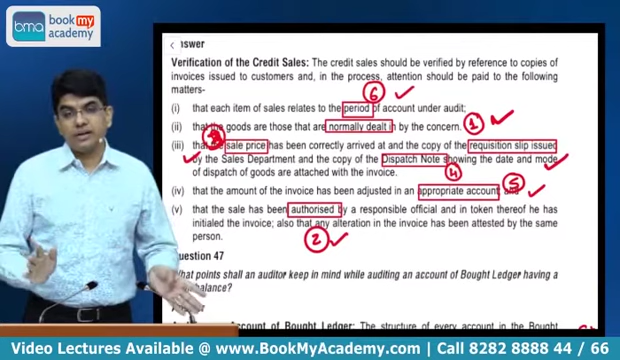 bma
book my
academy
nswer
Verification of the Credit Sales: The credit sales should be verified by reference to copies of
invoices issued to customers and, in the process, attention should be paid to the following
matters-
6
(i) that each item of sales relates to the period of account under audit;
(ii) that the goods are those that are normally dealt in by the concern.
1
3
(iii) that sale price has been correctly arrived at and the copy of the requisition slip issued
by the Sales Department and the copy of the Dispatch Note showing the date and mode
of dispatch of goods are attached with the invoice.
4
(iv) that the amount of the invoice has been adjusted in an appropriate account; and
5
(v) that the sale has been authorised by a responsible official and in token thereof he has
initialed the invoice; also that any alteration in the invoice has been attested by the same
person.
2
uestion 47
What points shall an auditor keep in mind while auditing an account of Bought Ledger having a
balance?
Account of Bought Ledger: The structure of every account in the Bought
Video Lectures Available @ www.BookMyAcademy.com | Call 8282 8888 44 / 66